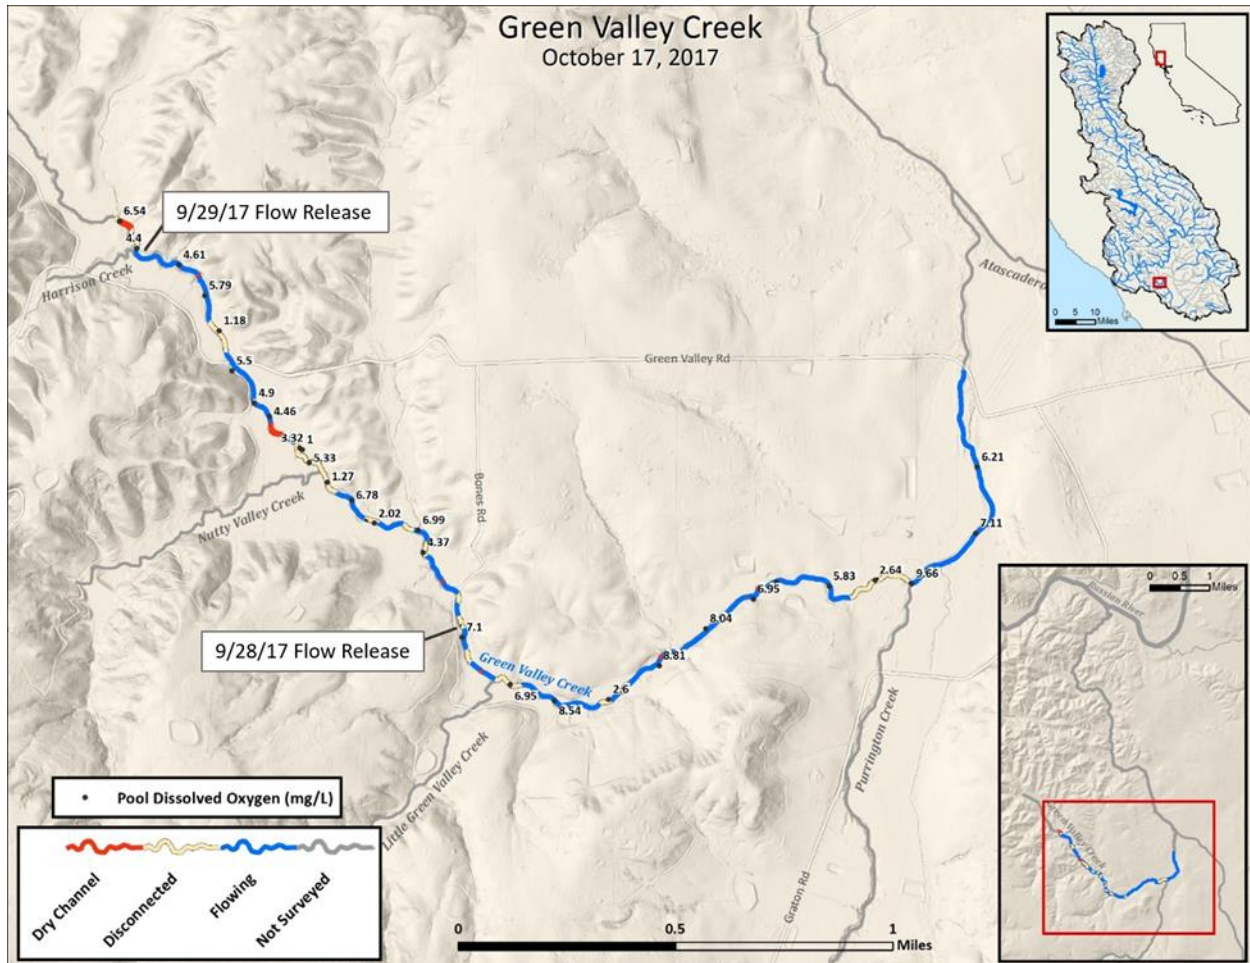 Green Valley Creek
October 17, 2017
0 5 10
Miles
6.54
9/29/17 Flow Release
4.4
4.61
Harrison Creek
5.79
1.18
5.5
4.9
4.46
3.32
1
5.33
1.27
Nutty Valley Creek
6.78
2.02
6.99
4.37
Bones Rd
Green Valley Rd
Atascadero
6.21
7.11
9.66
2.64
5.83
6.95
8.04
8.81
2.6
8.54
6.95
7.1
9/28/17 Flow Release
Green Valley Creek
Little Green Valley Creek
Purrington Creek
Graton Rd
0 0.5 1
Miles
Russian River
Green Valley Creek
Pool Dissolved Oxygen (mg/L)
Dry Channel
Disconnected
Flowing
Not Surveyed
0 0.5 1
Miles